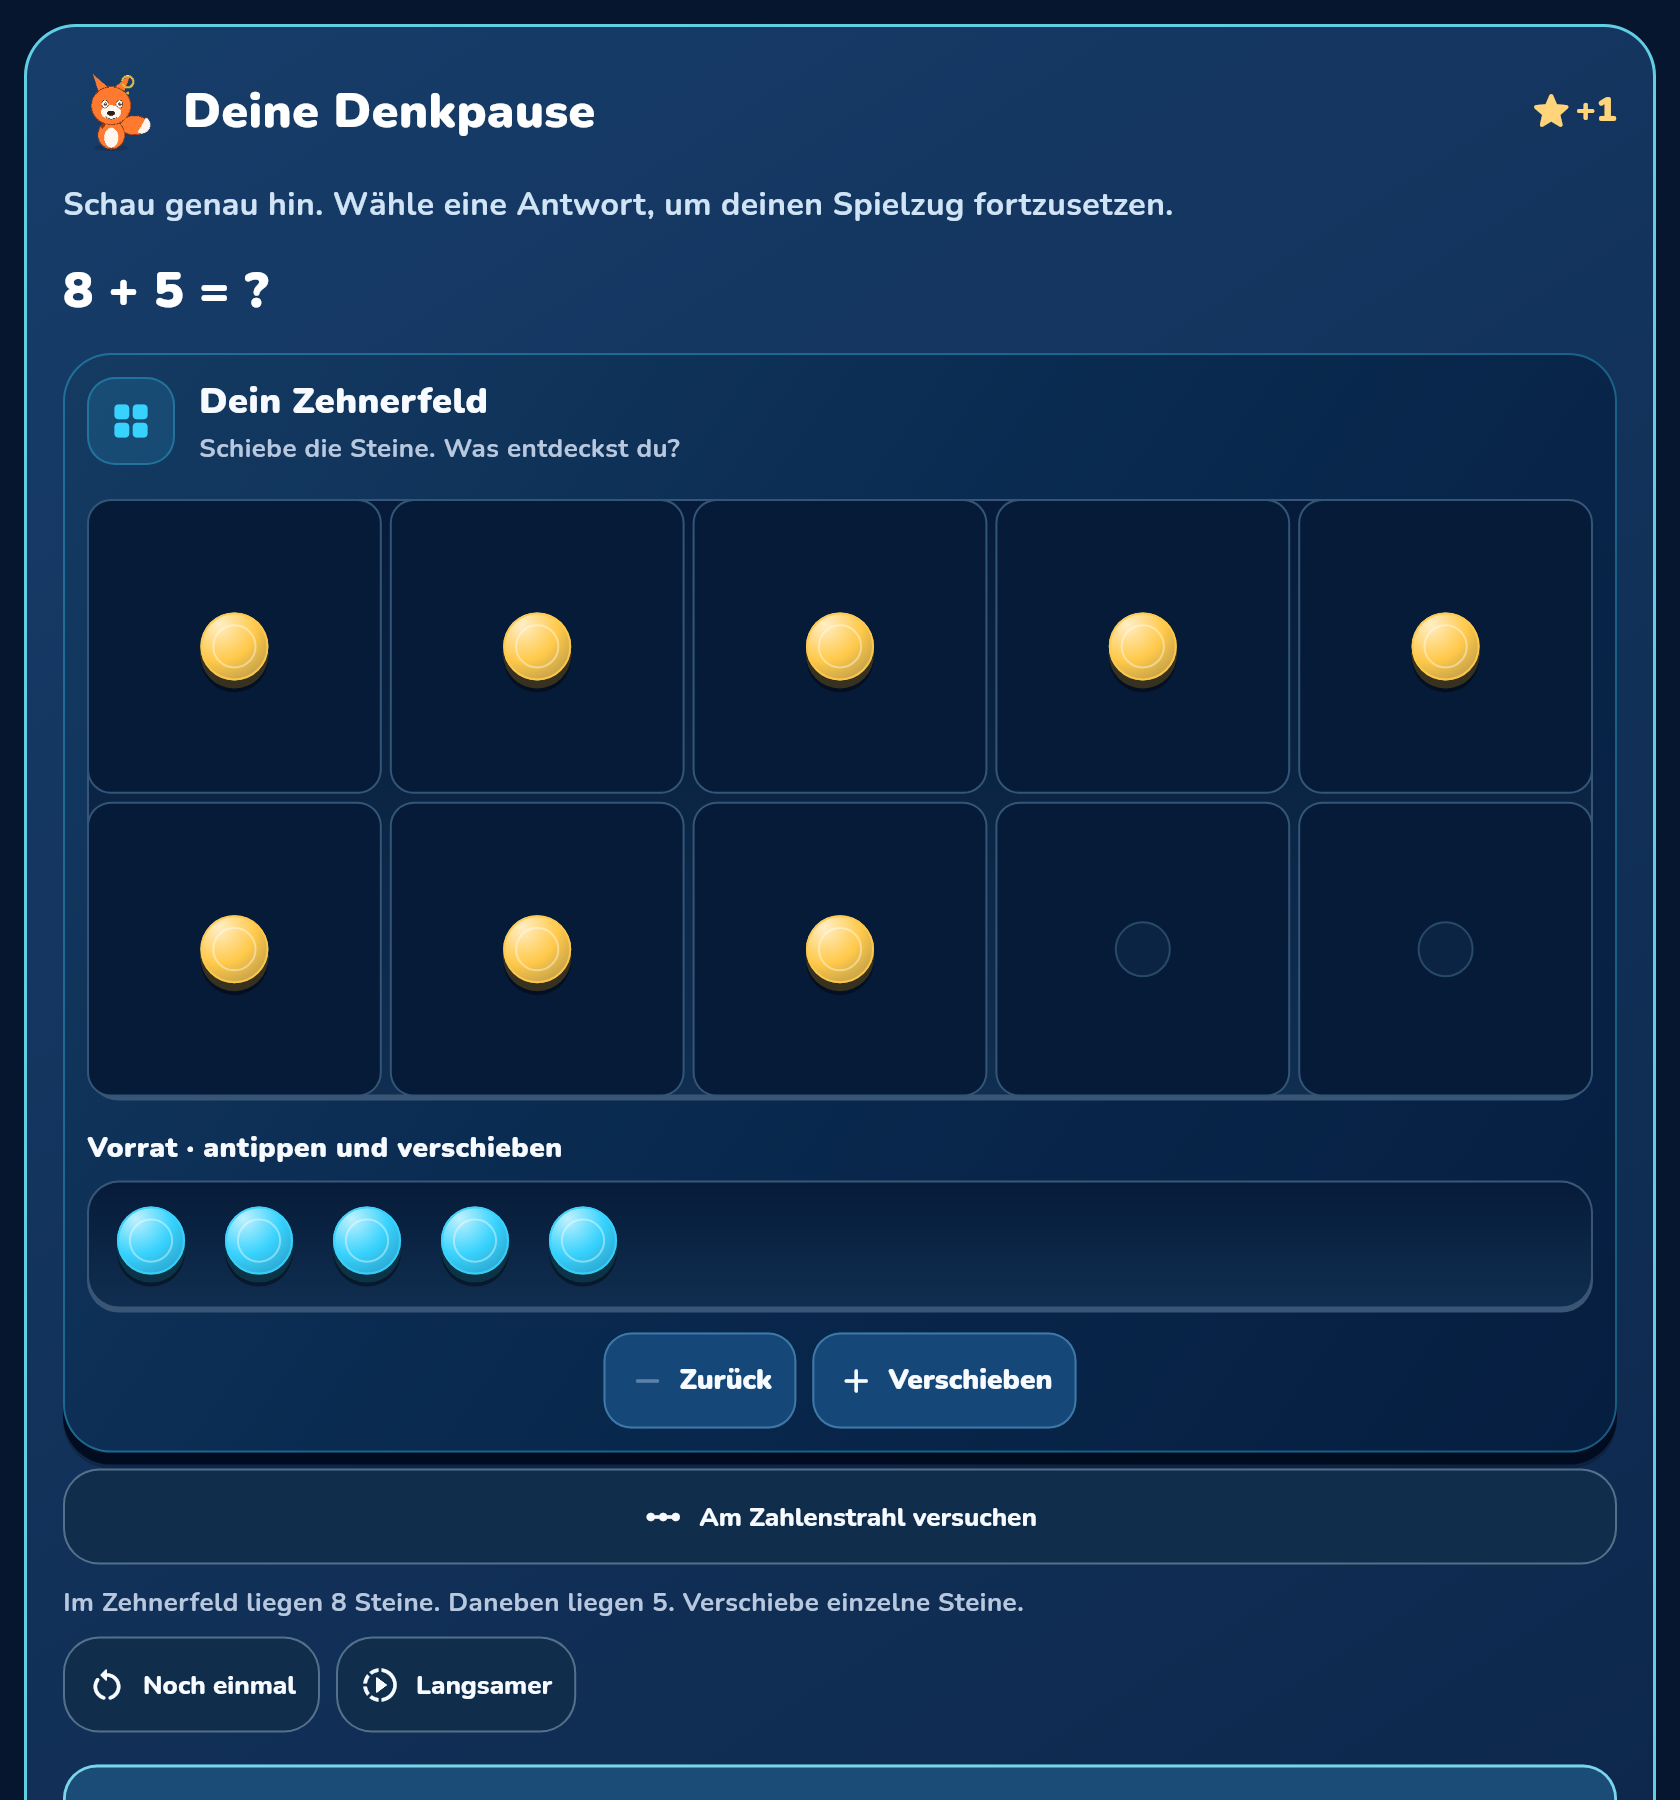 Deine Denkpause
+1
Schau genau hin. Wähle eine Antwort, um deinen Spielzug fortzusetzen.
8 + 5 = ?
Dein Zehnerfeld
Schiebe die Steine. Was entdeckst du?
Vorrat · antippen und verschieben
Zurück
Verschieben
Am Zahlenstrahl versuchen
Im Zehnerfeld liegen 8 Steine. Daneben liegen 5. Verschiebe einzelne Steine.
Noch einmal
Langsamer